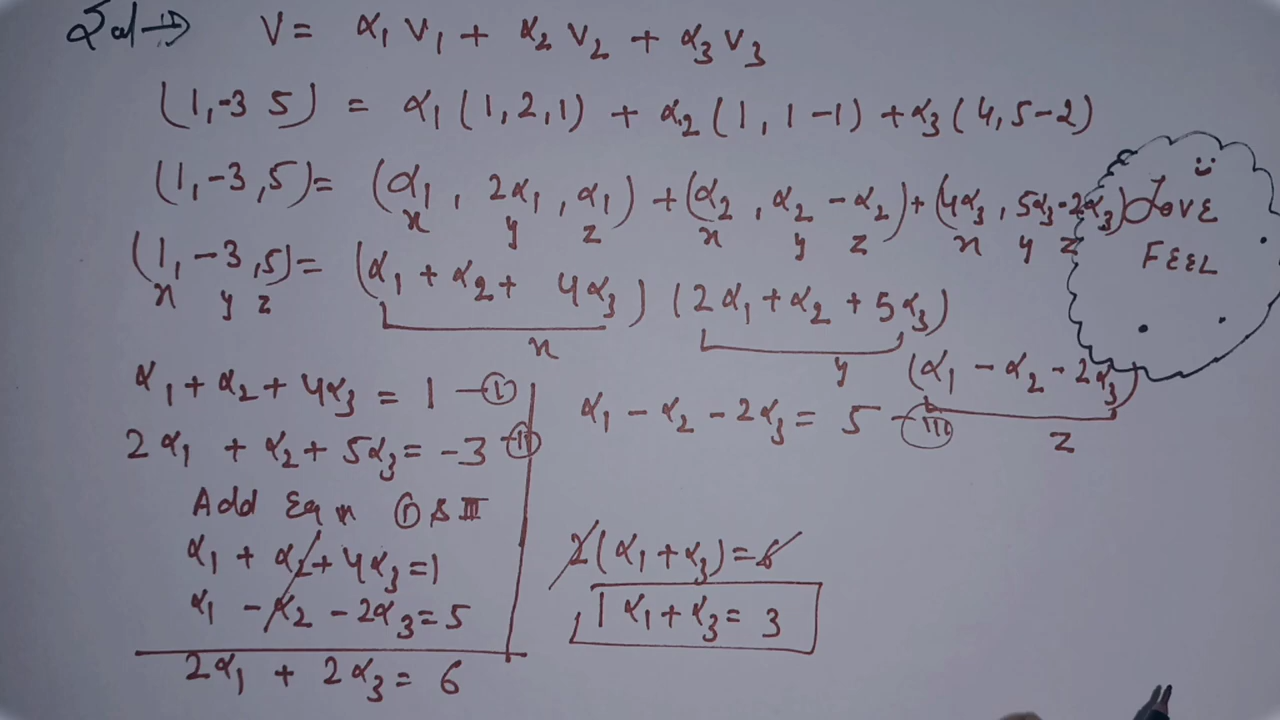 Sol→ V = α₁ V₁ + α₂ V₂ + α₃ V₃
(1,-3 5) = α₁ (1,2,1) + α₂ (1, 1 -1) + α₃ (4, 5 -2)
(1,-3,5) = (α₁, 2α₁, α₁) + (α₂, α₂ -α₂) + (4α₃, 5α₃ -2α₃)
x y z x y z x y z
(1, -3, 5) = (α₁ + α₂ + 4α₃) (2α₁ + α₂ + 5α₃)
x y z x y
(α₁ - α₂ - 2α₃)
z
LOVE
FEEL
α₁ + α₂ + 4α₃ = 1 —Ⓘ
2α₁ + α₂ + 5α₃ = -3 Ⅱ
Add Eqn Ⓘ & Ⅲ
α₁ + α₂ + 4α₃ = 1
α₁ - α₂ - 2α₃ = 5
2α₁ + 2α₃ = 6
α₁ - α₂ - 2α₃ = 5 —Ⅲ
2(α₁ + α₃) = 6
1 α₁ + α₃ = 3